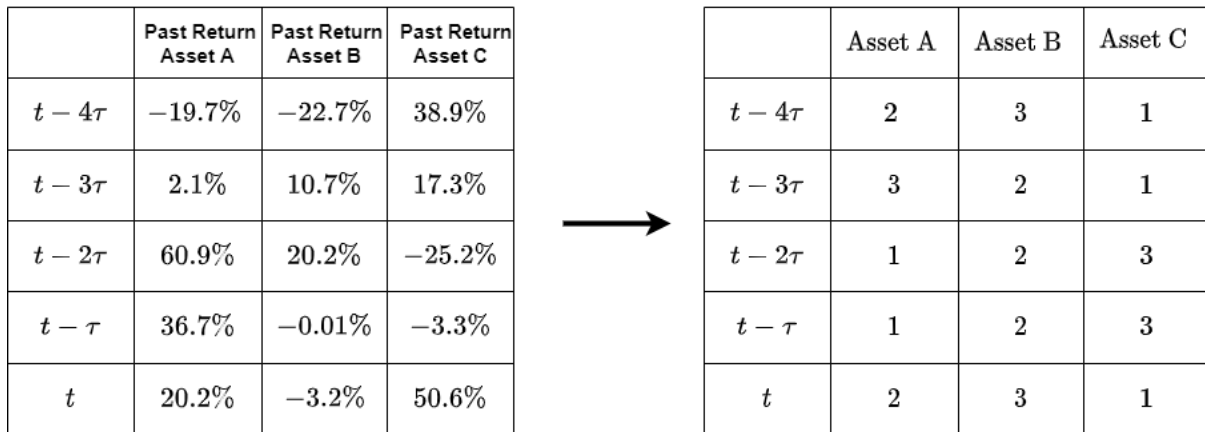 Past Return Asset A Past Return Asset B Past Return Asset C
t − 4τ −19.7% −22.7% 38.9%
t − 3τ 2.1% 10.7% 17.3%
t − 2τ 60.9% 20.2% −25.2%
t − τ 36.7% −0.01% −3.3%
t 20.2% −3.2% 50.6%
Asset A Asset B Asset C
t − 4τ 2 3 1
t − 3τ 3 2 1
t − 2τ 1 2 3
t − τ 1 2 3
t 2 3 1